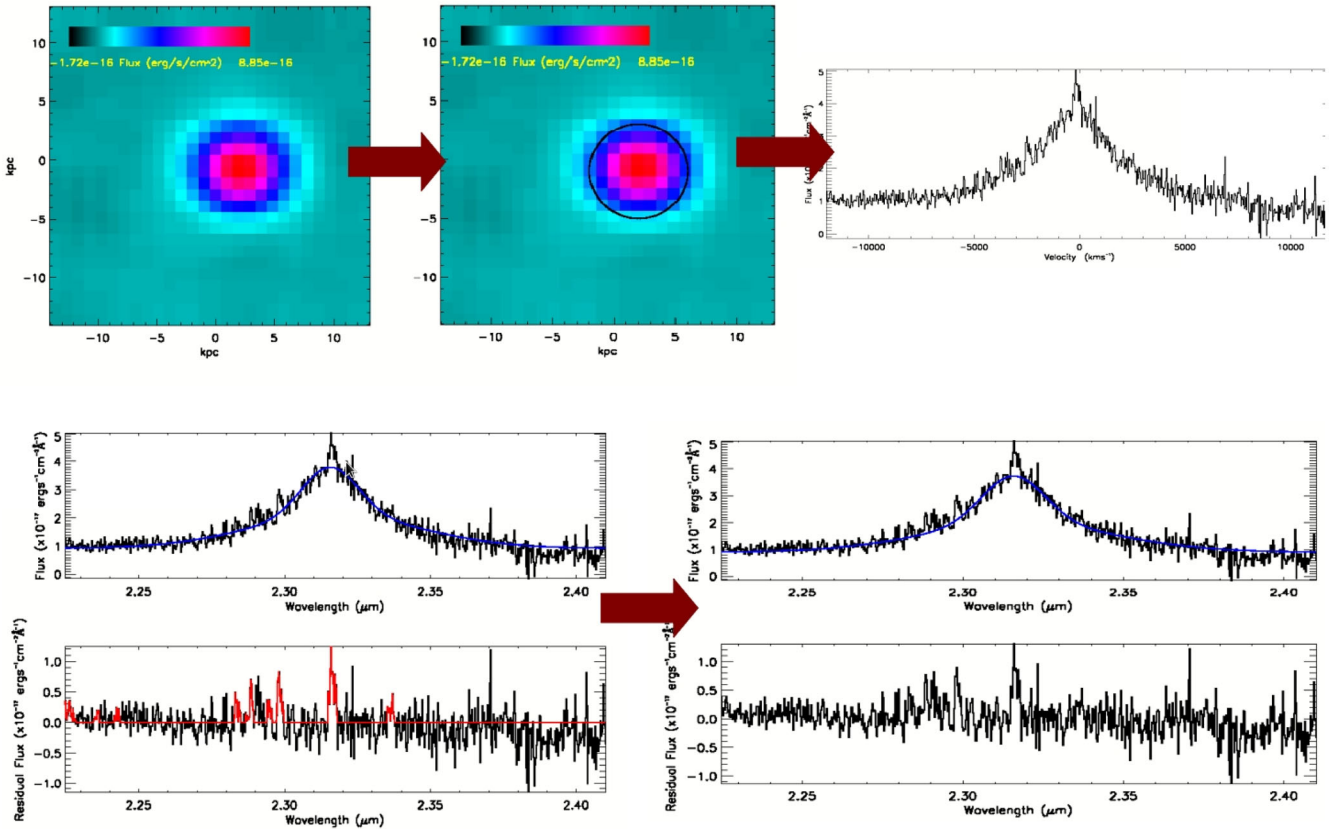 10
5
0
-5
-10
kpc
-1.72e-16 Flux (erg/s/cm²) 8.85e-16
-10 -5 0 5 10
kpc
10
5
0
-5
-10
-1.72e-16 Flux (erg/s/cm²) 8.85e-16
-10 -5 0 5 10
kpc
5
4
1
0
Flux
-10000 -5000 0 5000 10000
Velocity (kms⁻¹)
5
4
3
2
1
0
Flux (x10⁻¹⁷ ergs⁻¹cm⁻²Å⁻¹)
2.25 2.30 2.35 2.40
Wavelength (μm)
1.0
0.5
0.0
-0.5
-1.0
Residual Flux (x10⁻¹⁷ ergs⁻¹cm⁻²Å⁻¹)
2.25 2.30 2.35 2.40
Wavelength (μm)
5
4
3
2
1
0
Flux (x10⁻¹⁷ ergs⁻¹cm⁻²Å⁻¹)
2.25 2.30 2.35 2.40
Wavelength (μm)
1.0
0.5
0.0
-0.5
-1.0
Residual Flux (x10⁻¹⁷ ergs⁻¹cm⁻²Å⁻¹)
2.25 2.30 2.35 2.40
Wavelength (μm)